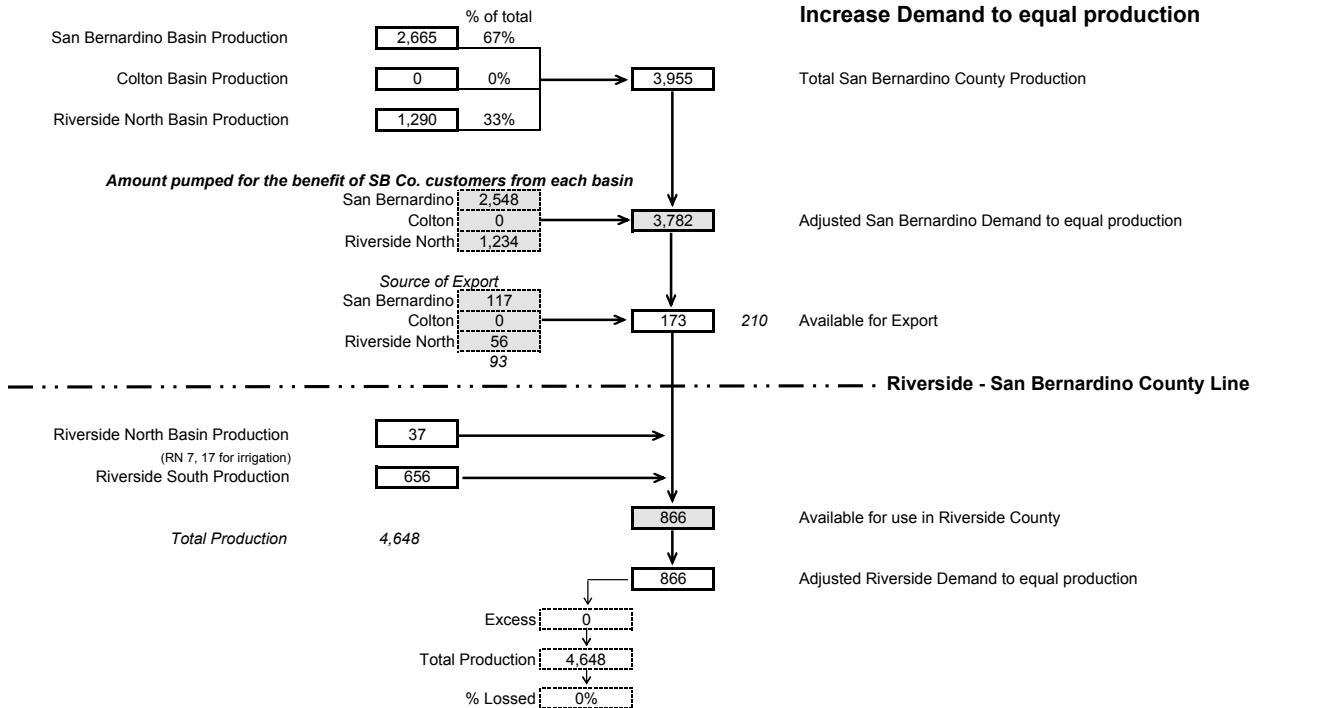 % of total
Increase Demand to equal production
San Bernardino Basin Production 2,665 67%
Colton Basin Production 0 0% 3,955 Total San Bernardino County Production
Riverside North Basin Production 1,290 33%
Amount pumped for the benefit of SB Co. customers from each basin
San Bernardino 2,548
Colton 0 3,782 Adjusted San Bernardino Demand to equal production
Riverside North 1,234
Source of Export
San Bernardino 117
Colton 0 173 210 Available for Export
Riverside North 56
93
Riverside - San Bernardino County Line
Riverside North Basin Production 37
(RN 7, 17 for irrigation)
Riverside South Production 656
866 Available for use in Riverside County
Total Production 4,648
866 Adjusted Riverside Demand to equal production
Excess 0
Total Production 4,648
% Lossed 0%